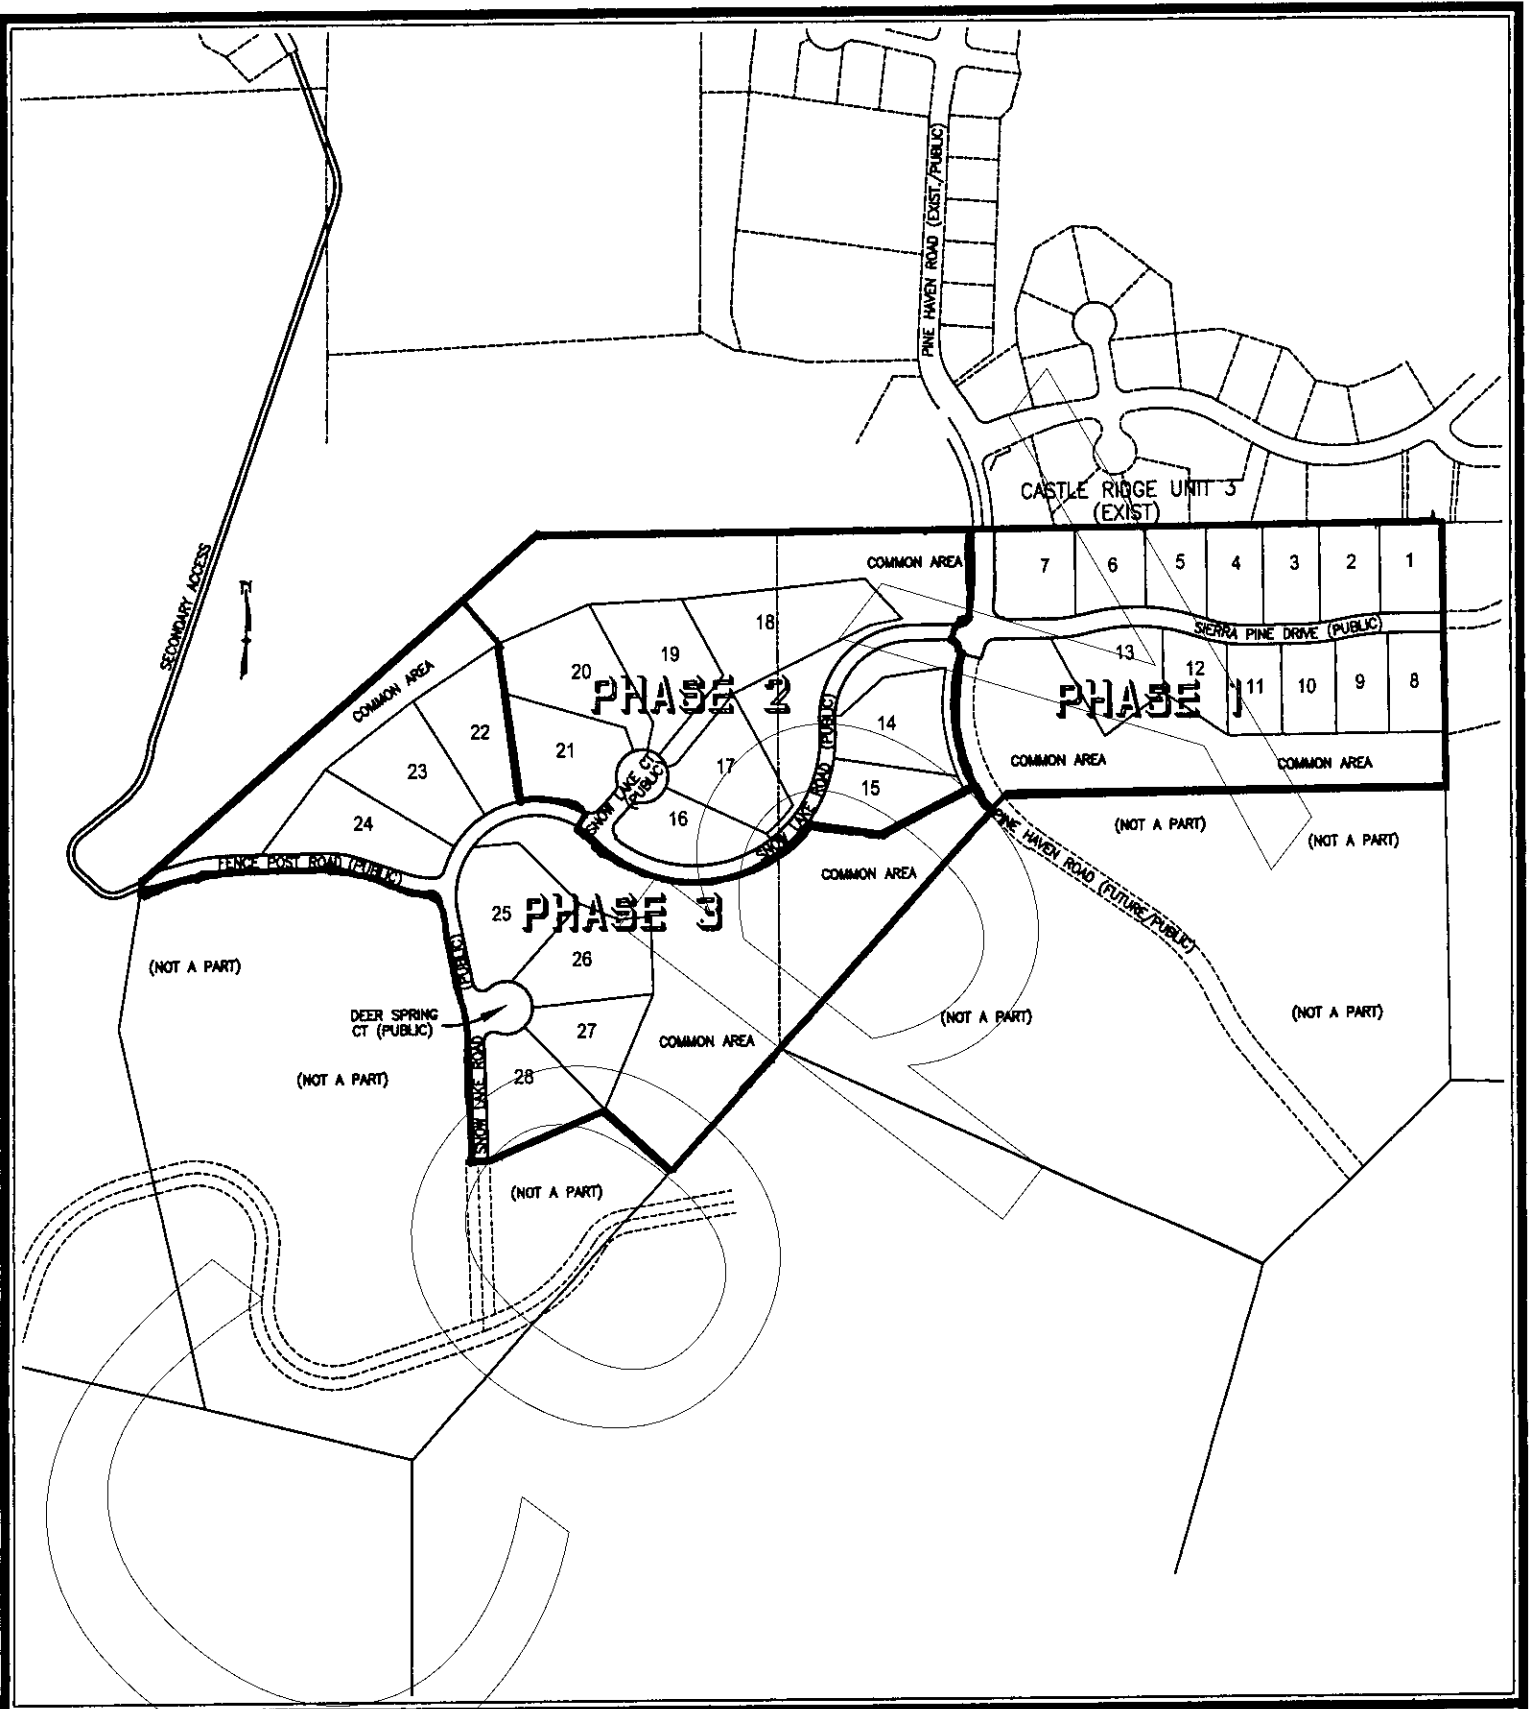 PINE HAVEN ROAD (EXIST./PUBLIC)
CASTLE RIDGE UNIT 3
(EXIST)
SECONDARY ACCESS
COMMON AREA
7
6
5
4
3
2
1
SIERRA PINE DRIVE (PUBLIC)
13
12
11
10
9
8
PHASE 1
COMMON AREA
COMMON AREA
18
19
20
PHASE 2
21
17
16
14
15
SNOW LAKE CT
(PUBLIC)
SNOW LAKE ROAD (PUBLIC)
COMMON AREA
22
23
24
FENCE POST ROAD (PUBLIC)
COMMON AREA
PINE HAVEN ROAD (FUTURE/PUBLIC)
(NOT A PART)
(NOT A PART)
25
PHASE 3
26
27
28
(NOT A PART)
DEER SPRING
CT (PUBLIC)
SNOW LAKE ROAD (PUBLIC)
COMMON AREA
(NOT A PART)
(NOT A PART)
(NOT A PART)
(NOT A PART)